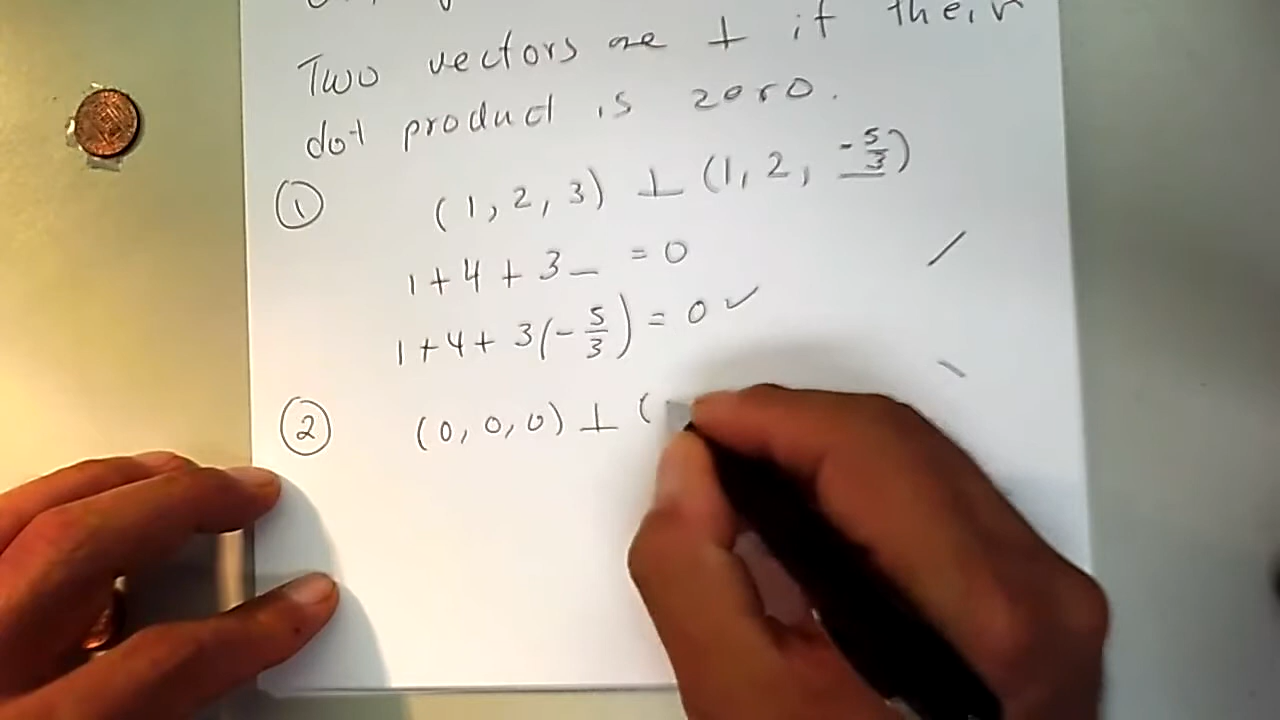 Two vectors are ⊥ if their
dot product is zero.
① (1, 2, 3) ⊥ (1, 2, -5/3)
1 + 4 + 3_ = 0
1 + 4 + 3(-5/3) = 0 ✓
② (0, 0, 0) ⊥ (